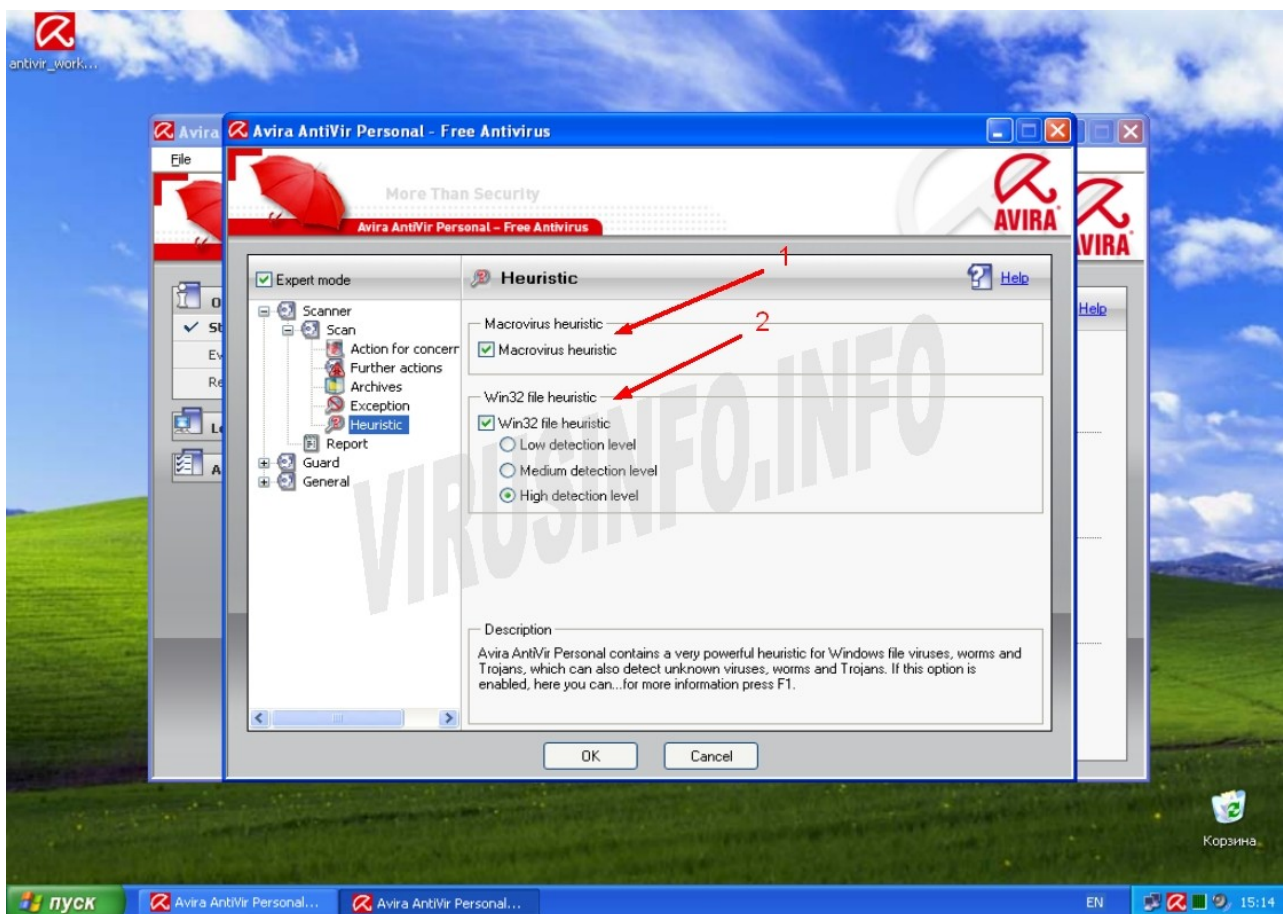 antivir_work...
Avira
Avira AntiVir Personal - Free Antivirus
File
More Than Security
Avira AntiVir Personal – Free Antivirus
AVIRA
VIRA
Expert mode
Heuristic
Help
1
Help
Scanner
Scan
Action for concerr
Further actions
Archives
Exception
Heuristic
Report
Guard
General
Macrovirus heuristic
Macrovirus heuristic
2
Win32 file heuristic
Win32 file heuristic
Low detection level
Medium detection level
High detection level
VIRUSINFO.INFO
Description
Avira AntiVir Personal contains a very powerful heuristic for Windows file viruses, worms and
Trojans, which can also detect unknown viruses, worms and Trojans. If this option is
enabled, here you can...for more information press F1.
OK
Cancel
Корзина
пуск
Avira AntiVir Personal...
Avira AntiVir Personal...
EN
15:14